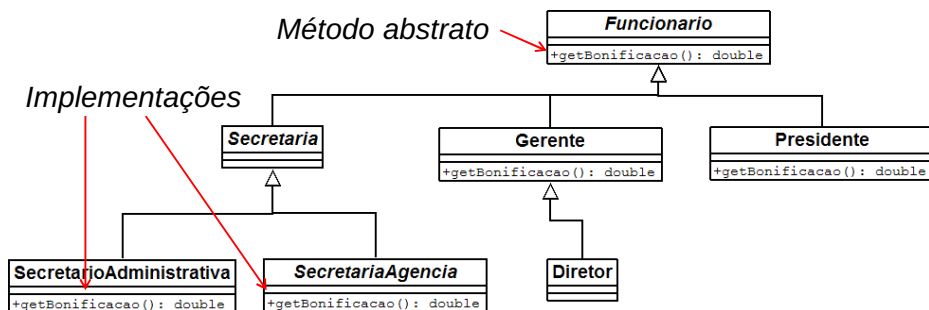 Método abstrato
Funcionario
+getBonificacao(): double
Implementações
Secretaria
Gerente
+getBonificacao(): double
Presidente
+getBonificacao(): double
SecretarioAdministrativa
+getBonificacao(): double
SecretariaAgencia
+getBonificacao(): double
Diretor